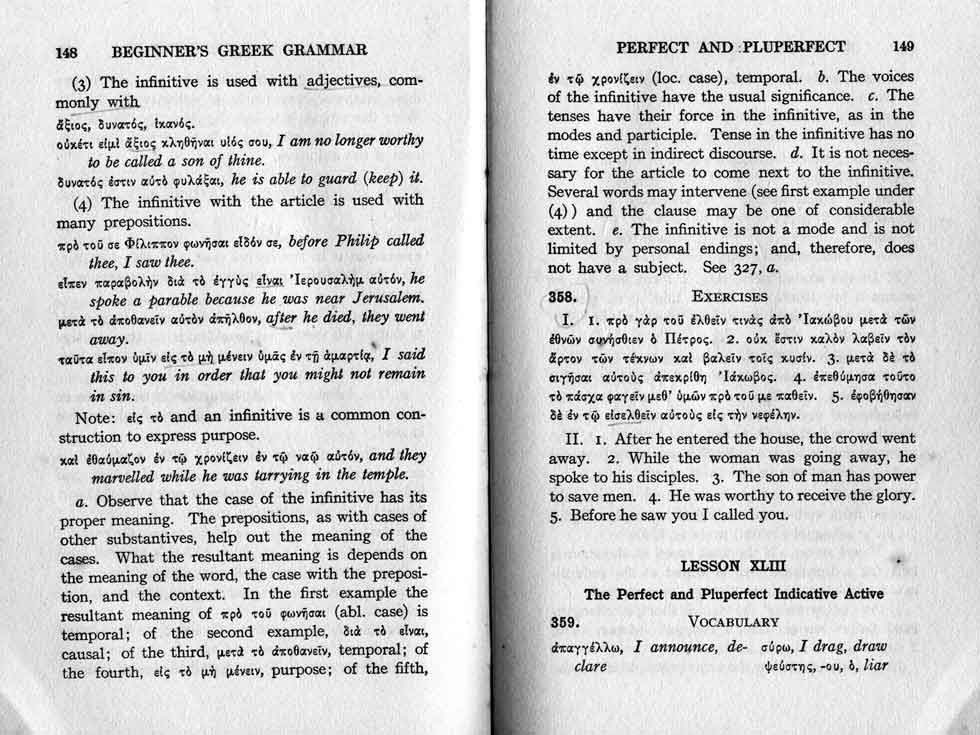 148 BEGINNER'S GREEK GRAMMAR
(3) The infinitive is used with adjectives, com-
monly with
ἄξιος, δυνατός, ἱκανός.
οὐκέτι εἰμὶ ἄξιος κληθῆναι υἱός σου, I am no longer worthy
to be called a son of thine.
δυνατός ἐστιν αὐτὸ φυλάξαι, he is able to guard (keep) it.
(4) The infinitive with the article is used with
many prepositions.
πρὸ τοῦ σε Φίλιππον φωνῆσαι εἶδόν σε, before Philip called
thee, I saw thee.
εἶπεν παραβολὴν διὰ τὸ ἐγγὺς εἶναι Ἰερουσαλὴμ αὐτόν, he
spoke a parable because he was near Jerusalem.
μετὰ τὸ ἀποθανεῖν αὐτὸν ἀπῆλθον, after he died, they went
away.
ταῦτα εἶπον ὑμῖν εἰς τὸ μὴ μένειν ὑμᾶς ἐν τῇ ἁμαρτίᾳ, I said
this to you in order that you might not remain
in sin.
Note: εἰς τὸ and an infinitive is a common con-
struction to express purpose.
καὶ ἐθαύμαζον ἐν τῷ χρονίζειν ἐν τῷ ναῷ αὐτόν, and they
marvelled while he was tarrying in the temple.
a. Observe that the case of the infinitive has its
proper meaning. The prepositions, as with cases of
other substantives, help out the meaning of the
cases. What the resultant meaning is depends on
the meaning of the word, the case with the preposi-
tion, and the context. In the first example the
resultant meaning of πρὸ τοῦ φωνῆσαι (abl. case) is
temporal; of the second example, διὰ τὸ εἶναι,
causal; of the third, μετὰ τὸ ἀποθανεῖν, temporal; of
the fourth, εἰς τὸ μὴ μένειν, purpose; of the fifth,
PERFECT AND PLUPERFECT 149
ἐν τῷ χρονίζειν (loc. case), temporal. b. The voices
of the infinitive have the usual significance. c. The
tenses have their force in the infinitive, as in the
modes and participle. Tense in the infinitive has no
time except in indirect discourse. d. It is not neces-
sary for the article to come next to the infinitive.
Several words may intervene (see first example under
(4)) and the clause may be one of considerable
extent. e. The infinitive is not a mode and is not
limited by personal endings; and, therefore, does
not have a subject. See 327, a.
358. EXERCISES
I. 1. πρὸ γὰρ τοῦ ἐλθεῖν τινὰς ἀπὸ Ἰακώβου μετὰ τῶν
ἐθνῶν συνήσθιεν ὁ Πέτρος. 2. οὐκ ἔστιν καλὸν λαβεῖν τὸν
ἄρτον τῶν τέκνων καὶ βαλεῖν τοῖς κυσίν. 3. μετὰ δὲ τὸ
σιγῆσαι αὐτοὺς ἀπεκρίθη Ἰάκωβος. 4. ἐπεθύμησα τοῦτο
τὸ πάσχα φαγεῖν μεθ' ὑμῶν πρὸ τοῦ με παθεῖν. 5. ἐφοβήθησαν
δὲ ἐν τῷ εἰσελθεῖν αὐτοὺς εἰς τὴν νεφέλην.
II. 1. After he entered the house, the crowd went
away. 2. While the woman was going away, he
spoke to his disciples. 3. The son of man has power
to save men. 4. He was worthy to receive the glory.
5. Before he saw you I called you.
LESSON XLIII
The Perfect and Pluperfect Indicative Active
359. VOCABULARY
ἀπαγγέλλω, I announce, de- σύρω, I drag, draw
clare ψεύστης, -ου, ὁ, liar